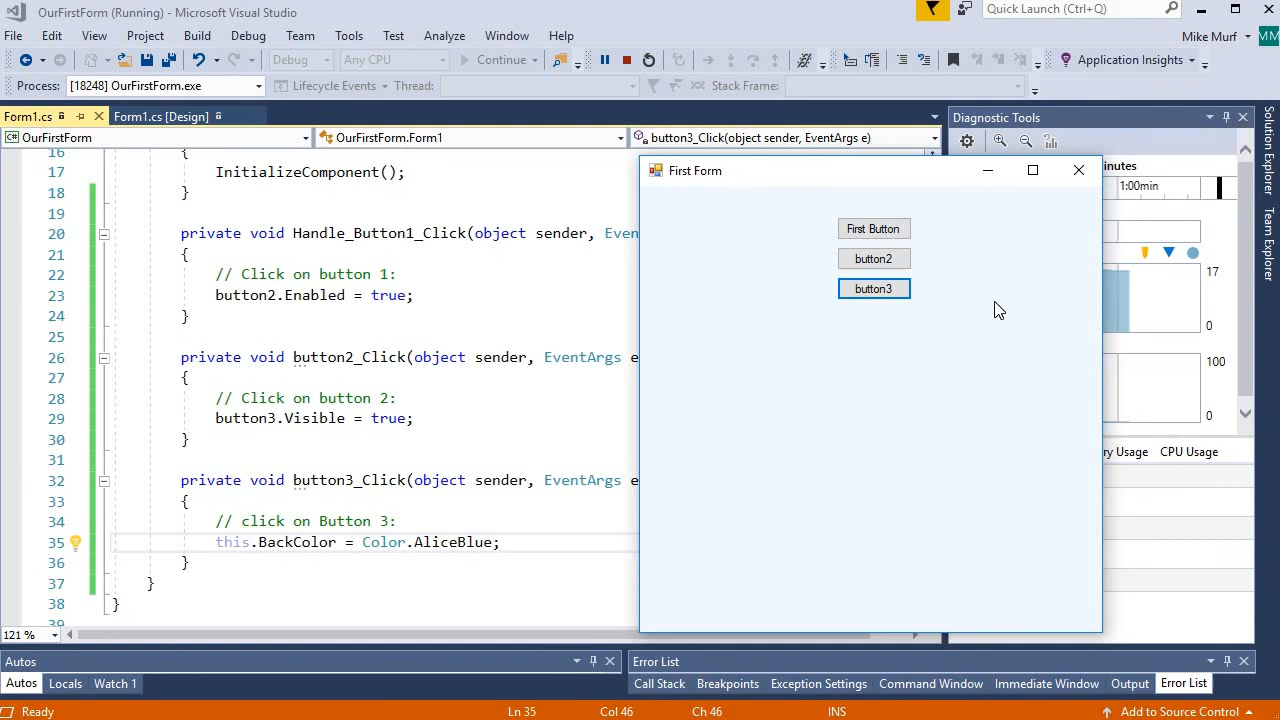 OurFirstForm (Running) - Microsoft Visual Studio
Quick Launch (Ctrl+Q)
File Edit View Project Build Debug Team Tools Test Analyze Window Help
Mike Murf MM
Debug Any CPU Continue Application Insights
Process: [18248] OurFirstForm.exe Lifecycle Events Thread: Stack Frame:
Form1.cs Form1.cs [Design] Diagnostic Tools
OurFirstForm OurFirstForm.Form1 button3_Click(object sender, EventArgs e)
16 {
17 InitializeComponent();
18 }
19
20 private void Handle_Button1_Click(object sender, Even
21 {
22 // Click on button 1:
23 button2.Enabled = true;
24 }
25
26 private void button2_Click(object sender, EventArgs e
27 {
28 // Click on button 2:
29 button3.Visible = true;
30 }
31
32 private void button3_Click(object sender, EventArgs e
33 {
34 // click on Button 3:
35 this.BackColor = Color.AliceBlue;
36 }
37 }
38 }
39
First Form
First Button
button2
button3
inutes
1:00min
17
0
100
0
ry Usage CPU Usage
Solution Explorer
Team Explorer
121 %
Autos
Autos Locals Watch 1
Error List
Call Stack Breakpoints Exception Settings Command Window Immediate Window Output Error List
Ready Ln 35 Col 46 Ch 46 INS Add to Source Control